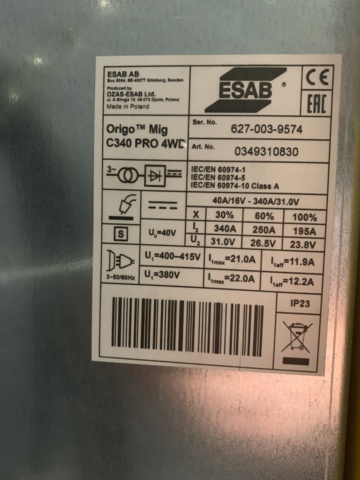 ESAB AB
Box 8004, SE-40277 Göteborg, Sweden
Produced by
OZAS-ESAB Ltd.
ul. A Struga 10, 45-073 Opole, Poland
Made in Poland
ESAB
CE
EAC
Origo™ Mig
C340 PRO 4WD
Ser. No.
627-003-9574
Art. No.
0349310830
3~
IEC/EN 60974-1
IEC/EN 60974-5
IEC/EN 60974-10 Class A
40A/16V - 340A/31.0V
X 30% 60% 100%
S
U₀=40V
I₂ 340A 250A 195A
U₂ 31.0V 26.5V 23.8V
3~50/60Hz
U₁=400–415V I1max=21.0A I1eff=11.9A
U₁=380V I1max=22.0A I1eff=12.2A
IP23